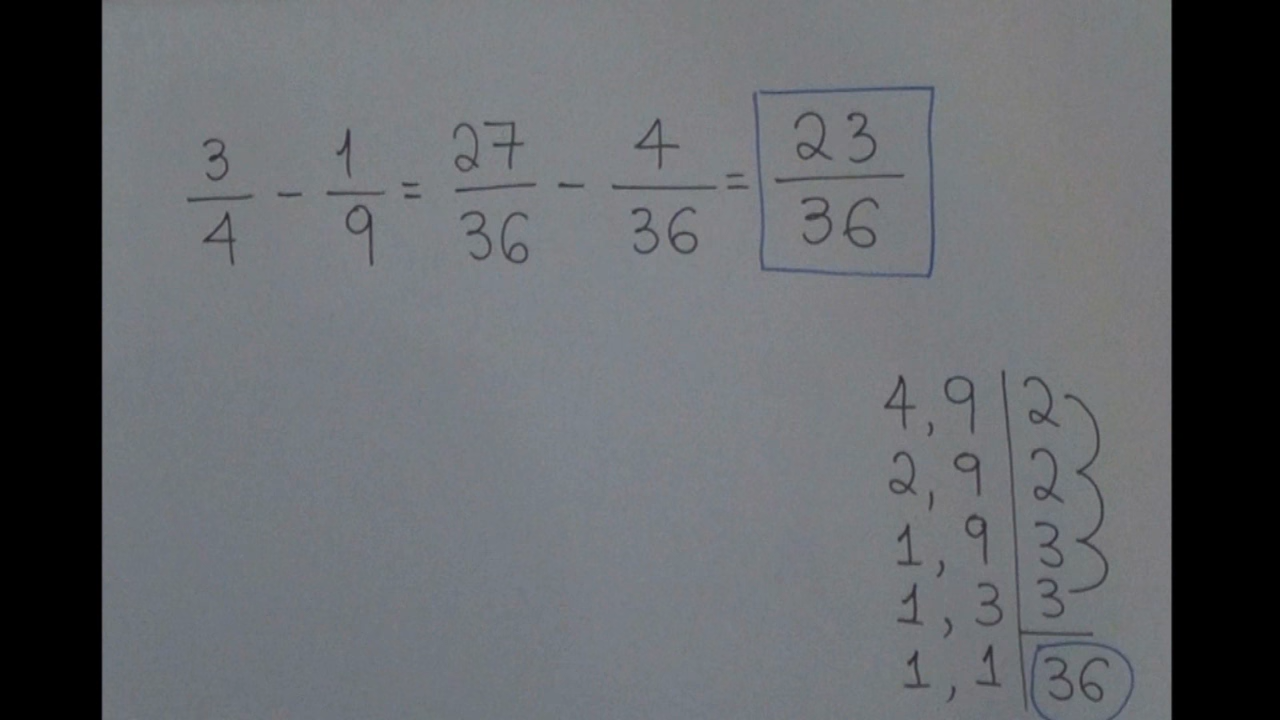 3/4 - 1/9 = 27/36 - 4/36 = 23/36
4, 9 | 2
2, 9 | 2
1, 9 | 3
1, 3 | 3
1, 1 | 36